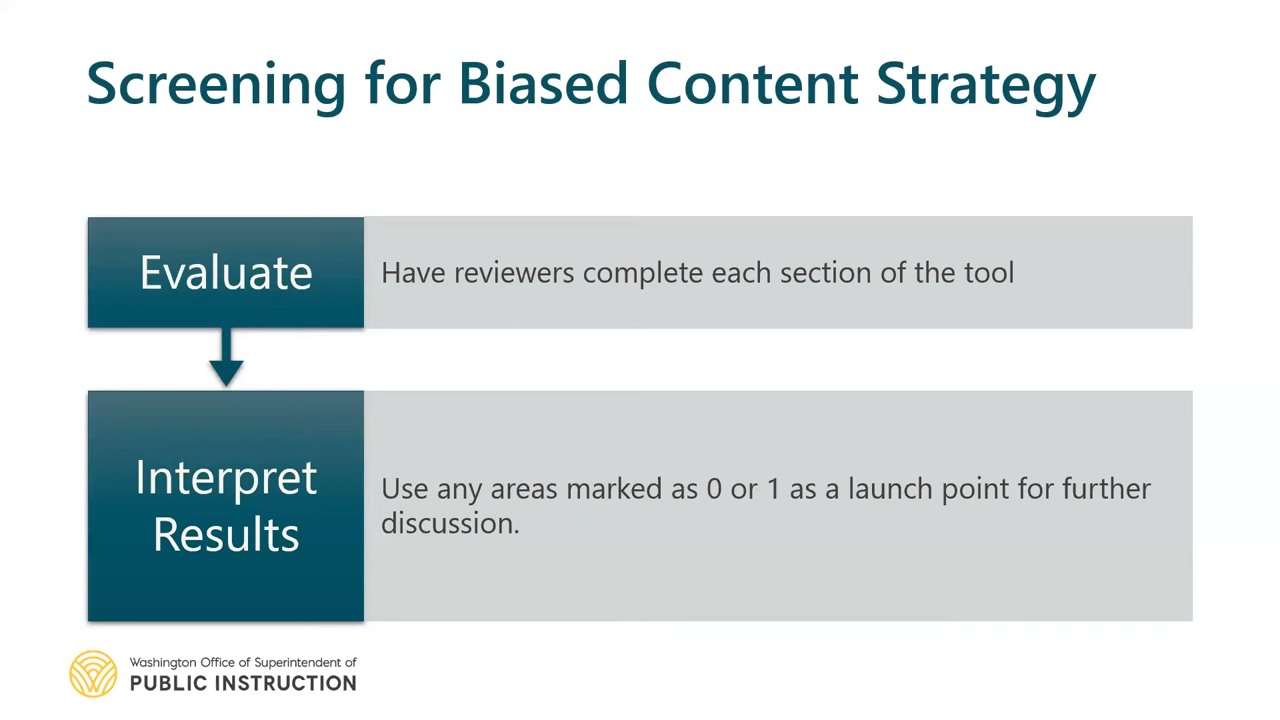 Screening for Biased Content Strategy
Evaluate
Have reviewers complete each section of the tool
Interpret
Results
Use any areas marked as 0 or 1 as a launch point for further
discussion.
Washington Office of Superintendent of
PUBLIC INSTRUCTION